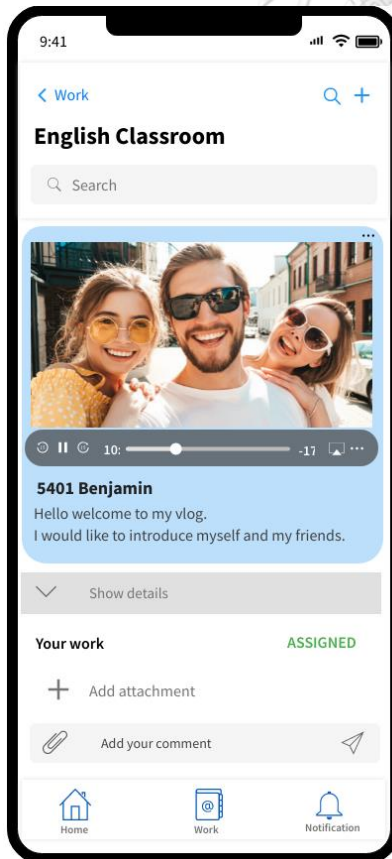 9:41
Work
English Classroom
Search
10: -17
5401 Benjamin
Hello welcome to my vlog.
I would like to introduce myself and my friends.
Show details
Your work ASSIGNED
Add attachment
Add your comment
Home Work Notification